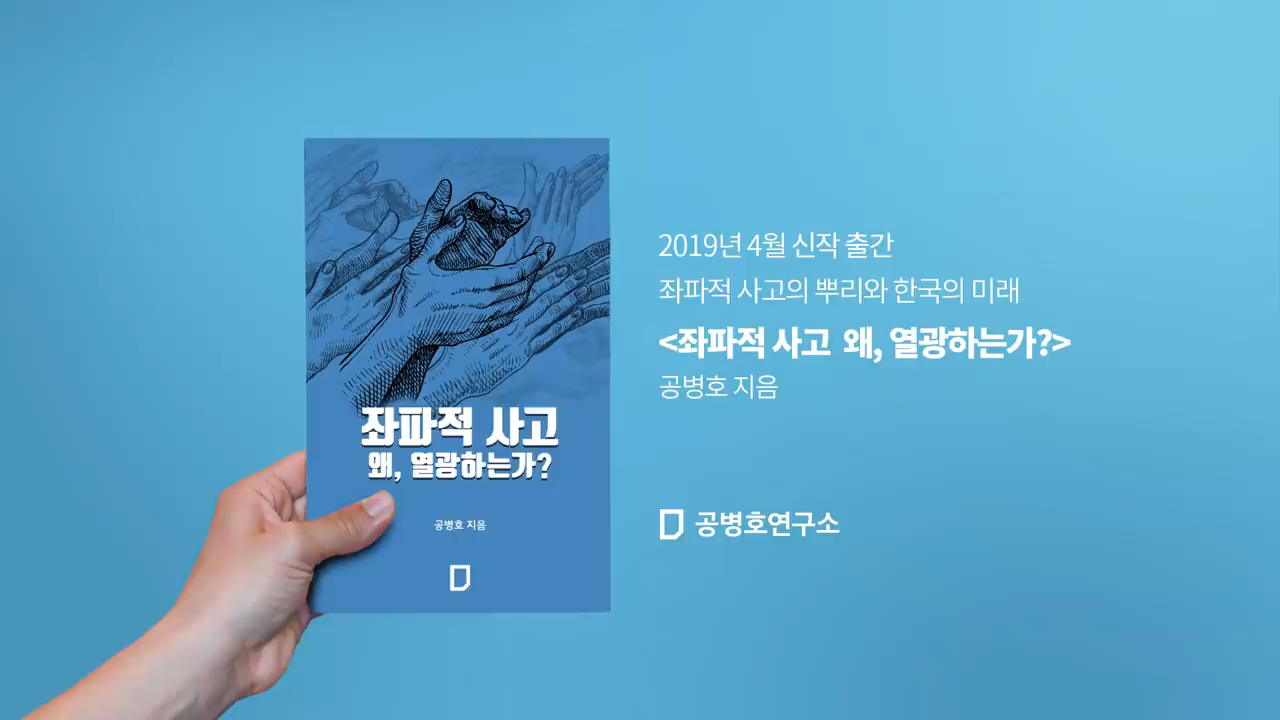 좌파적 사고
왜, 열광하는가?
공병호 지음
2019년 4월 신작 출간
좌파적 사고의 뿌리와 한국의 미래
<좌파적 사고 왜, 열광하는가?>
공병호 지음
공병호연구소